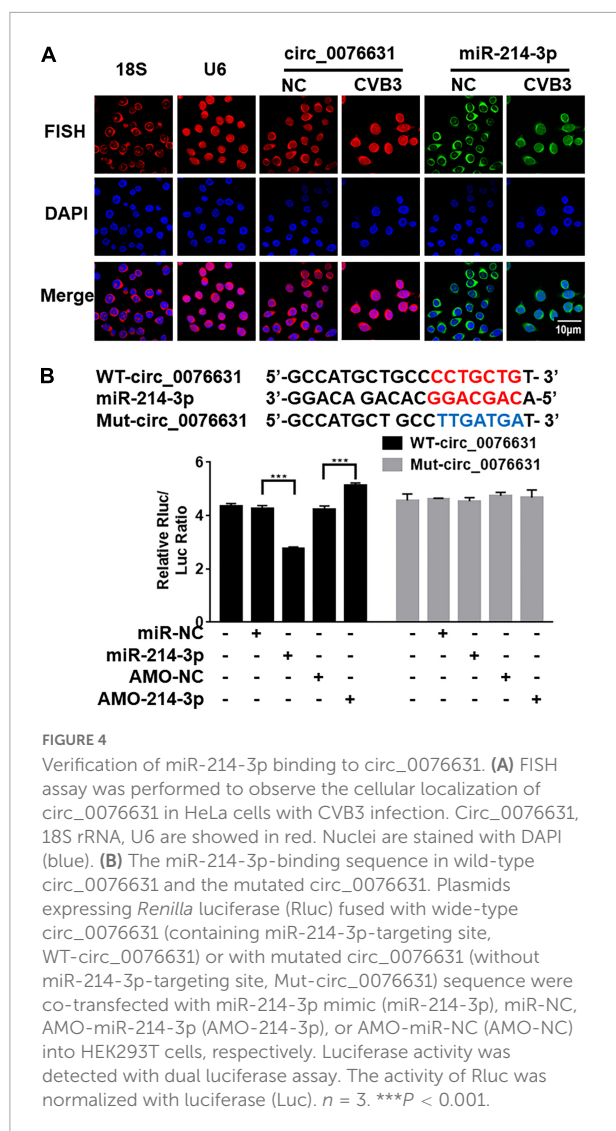 A
circ_0076631 miR-214-3p
18S U6 NC CVB3 NC CVB3
FISH
DAPI
Merge
10μm
B
WT-circ_0076631 5’-GCCATGCTGCCCCTGCTGT- 3’
miR-214-3p 3’-GGACA GACACGGACGACA-5’
Mut-circ_0076631 5’-GCCATGCT GCCTTGATGAT- 3’
WT-circ_0076631
Mut-circ_0076631
Relative Rluc/
Luc Ratio
6
4
2
0
*** ***
miR-NC - + - - - - + - - -
miR-214-3p - - + - - - - + - -
AMO-NC - - - + - - - - + -
AMO-214-3p - - - - + - - - - +
FIGURE 4
Verification of miR-214-3p binding to circ_0076631. (A) FISH
assay was performed to observe the cellular localization of
circ_0076631 in HeLa cells with CVB3 infection. Circ_0076631,
18S rRNA, U6 are showed in red. Nuclei are stained with DAPI
(blue). (B) The miR-214-3p-binding sequence in wild-type
circ_0076631 and the mutated circ_0076631. Plasmids
expressing Renilla luciferase (Rluc) fused with wide-type
circ_0076631 (containing miR-214-3p-targeting site,
WT-circ_0076631) or with mutated circ_0076631 (without
miR-214-3p-targeting site, Mut-circ_0076631) sequence were
co-transfected with miR-214-3p mimic (miR-214-3p), miR-NC,
AMO-miR-214-3p (AMO-214-3p), or AMO-miR-NC (AMO-NC)
into HEK293T cells, respectively. Luciferase activity was
detected with dual luciferase assay. The activity of Rluc was
normalized with luciferase (Luc). n = 3. ***P < 0.001.